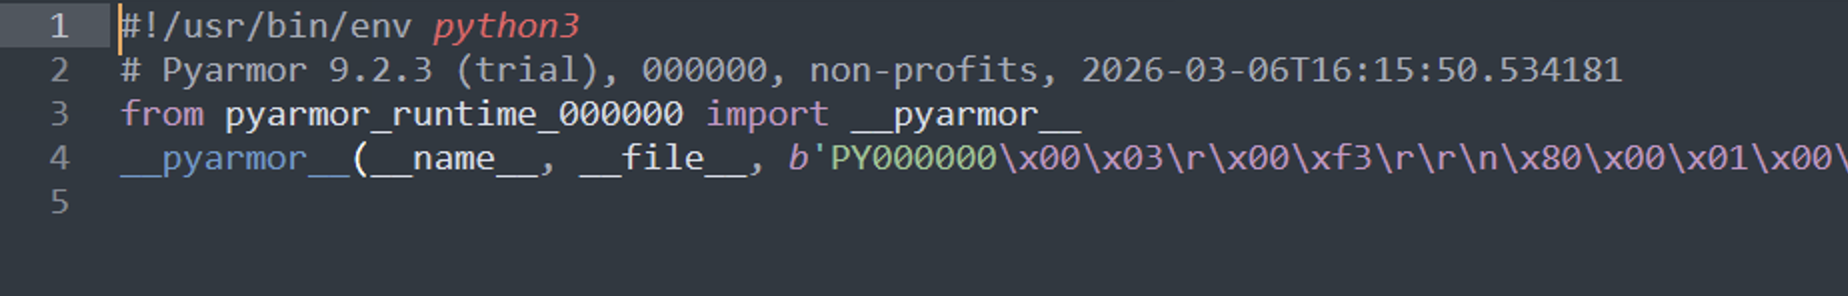 1 #!/usr/bin/env python3
2 # Pyarmor 9.2.3 (trial), 000000, non-profits, 2026-03-06T16:15:50.534181
3 from pyarmor_runtime_000000 import __pyarmor__
4 __pyarmor__(__name__, __file__, b'PY000000\x00\x03\r\x00\xf3\r\r\n\x80\x00\x01\x00\
5